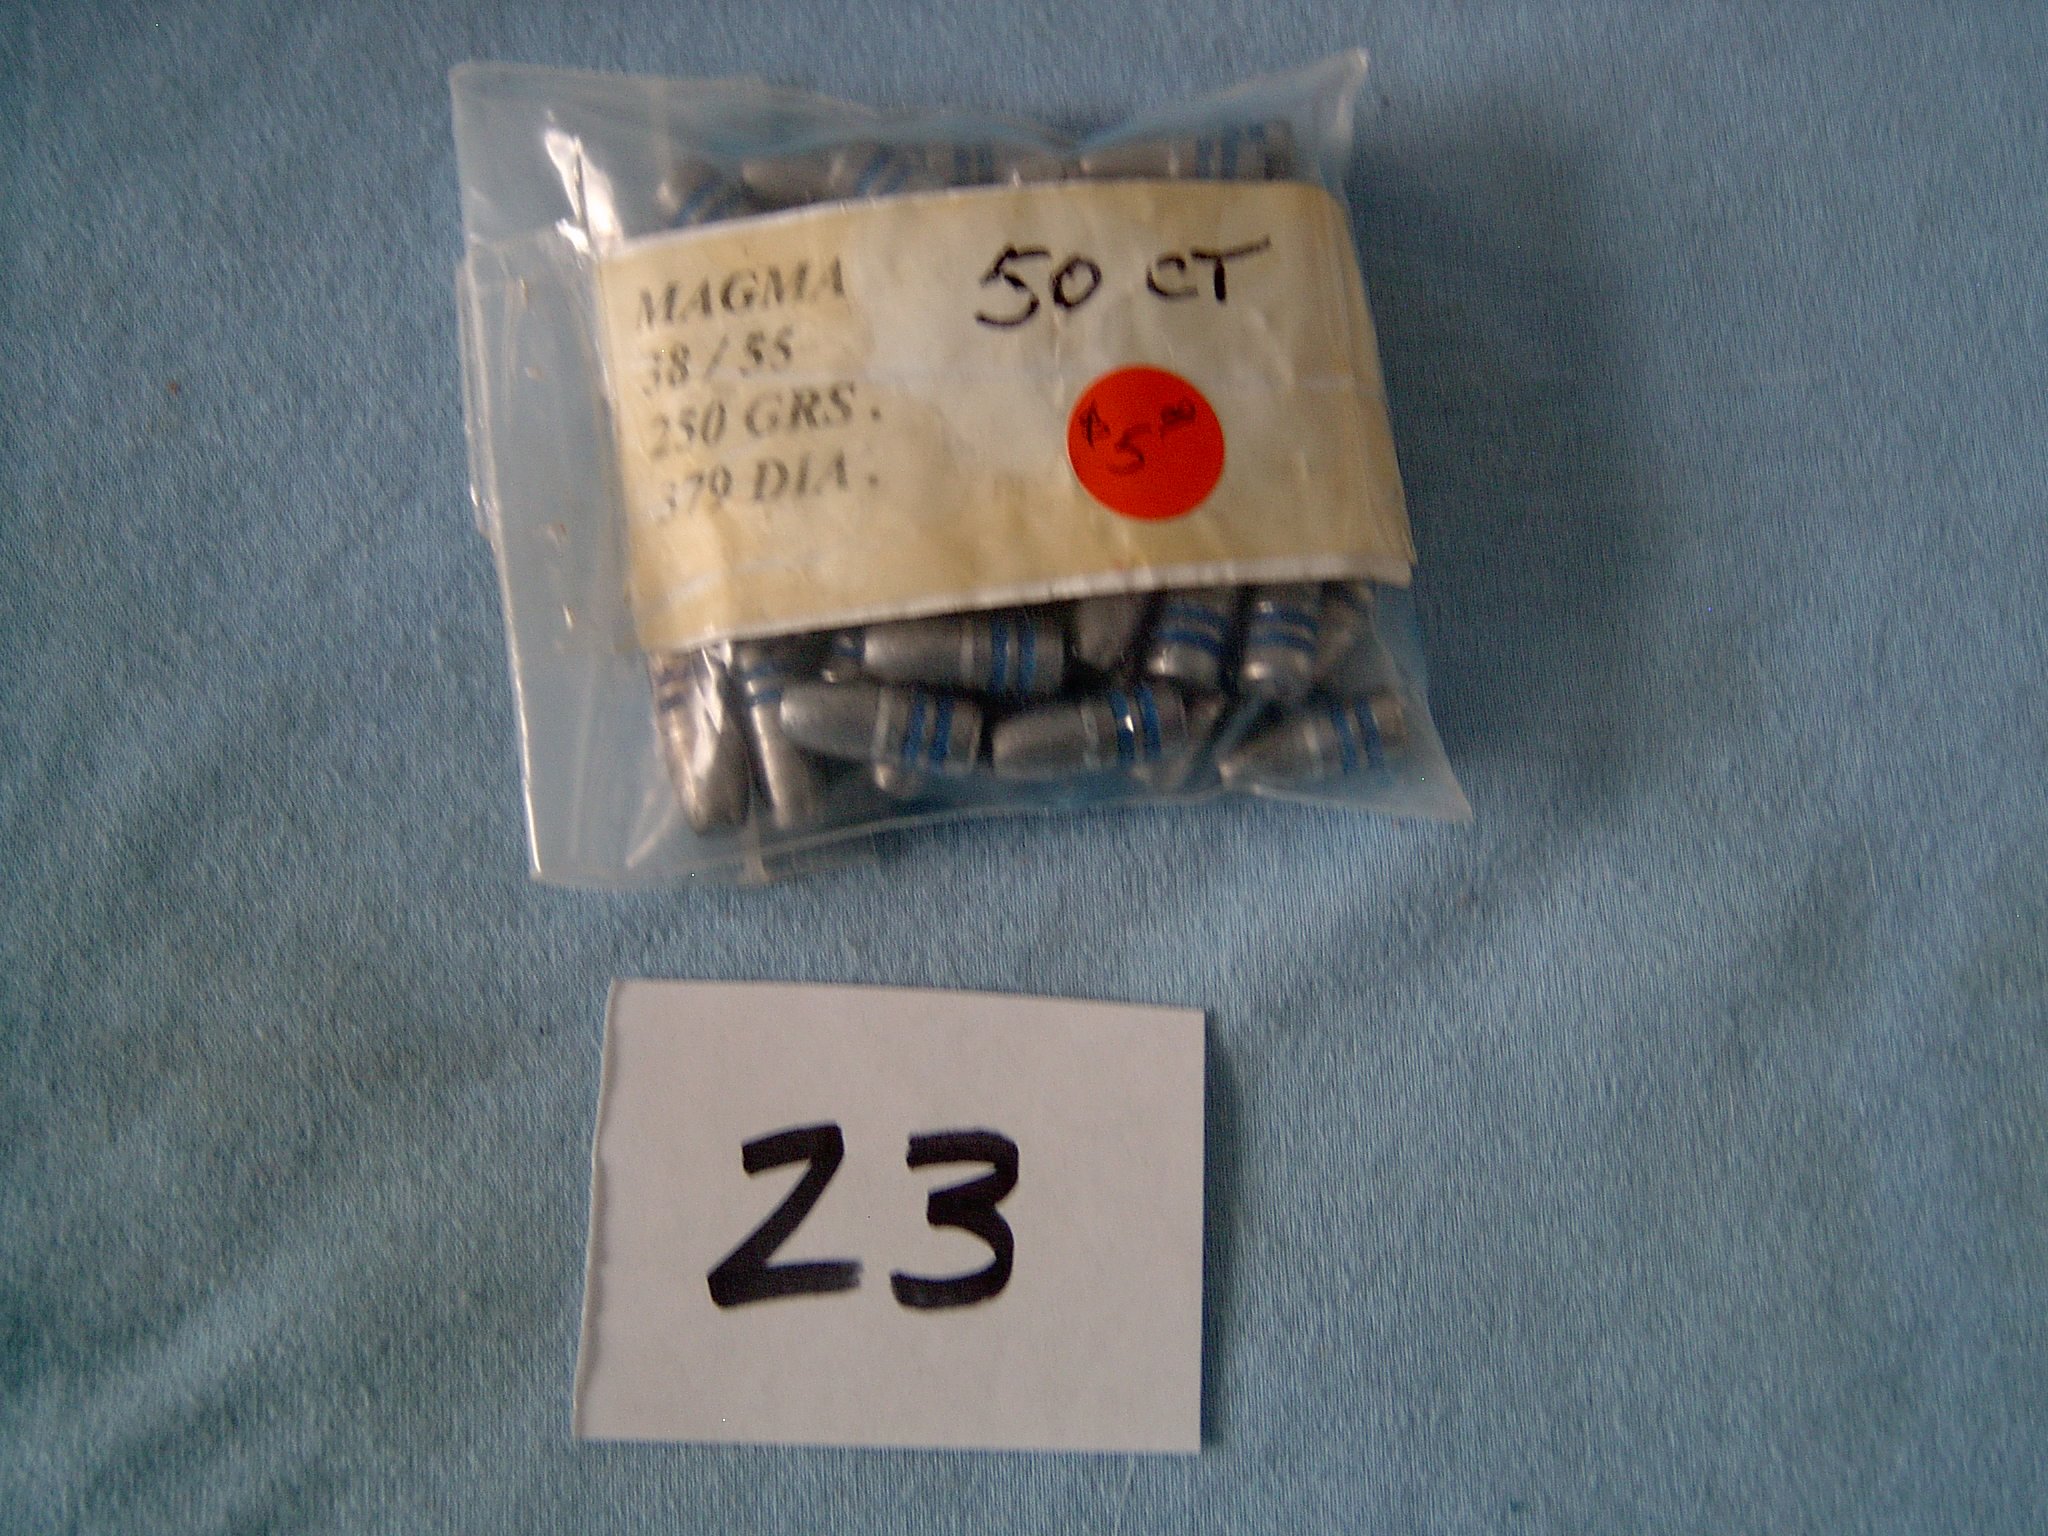 MAGMA
38 / 55
250 GRS.
379 DIA.
50 CT
$5.00
23